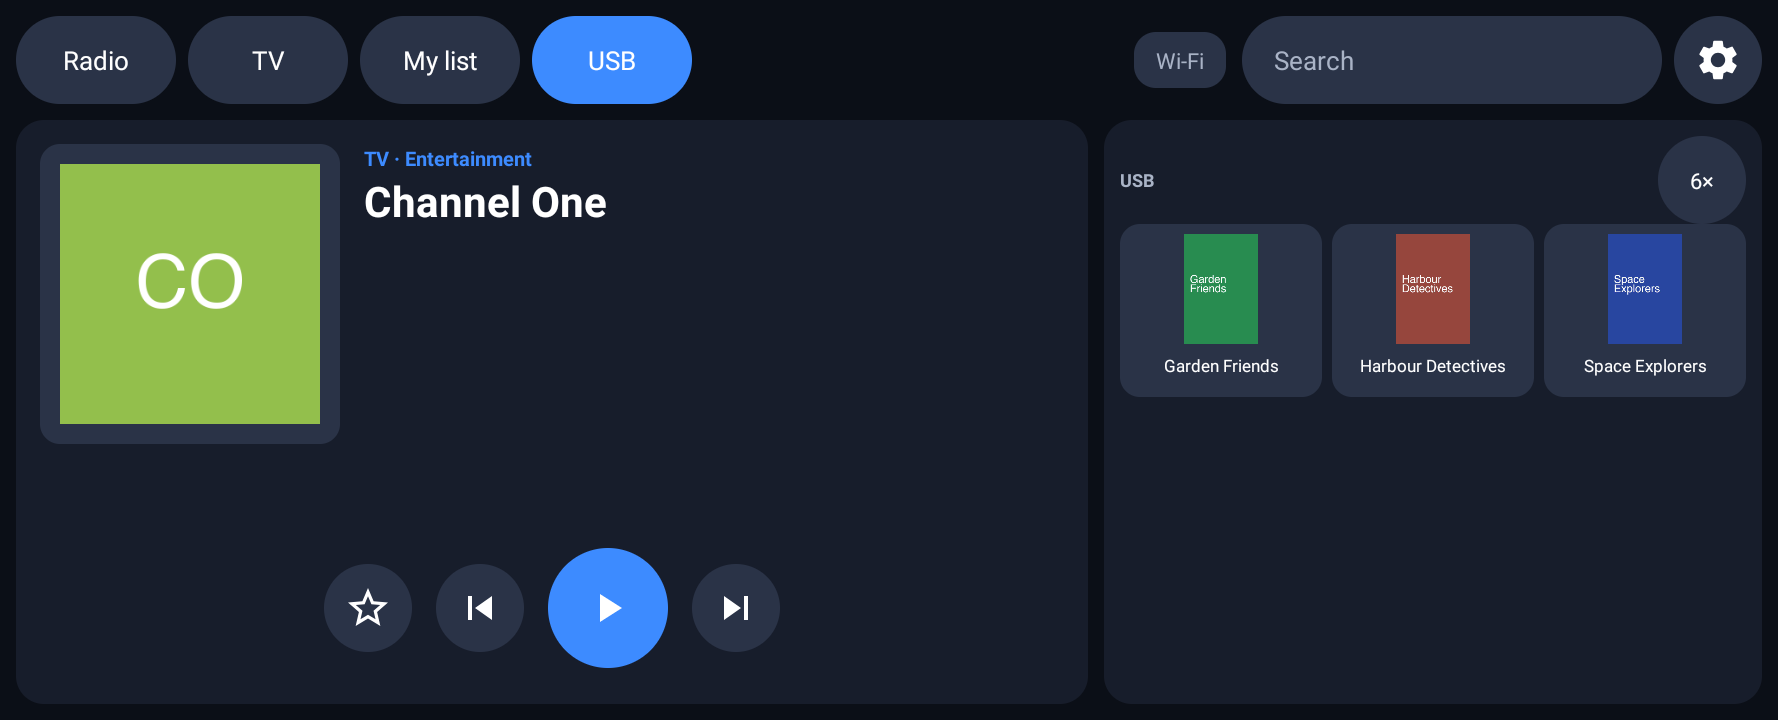 Radio
TV
My list
USB
Wi-Fi
Search
TV · Entertainment
Channel One
CO
USB
6×
Garden
Friends
Garden Friends
Harbour
Detectives
Harbour Detectives
Space
Explorers
Space Explorers